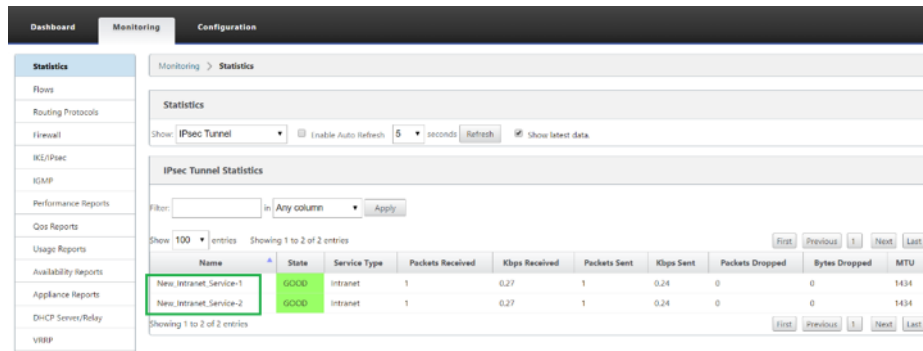 Dashboard Monitoring Configuration
Statistics
Flows
Routing Protocols
Firewall
IKE/IPsec
IGMP
Performance Reports
Qos Reports
Usage Reports
Availability Reports
Appliance Reports
DHCP Server/Relay
VRRP
Monitoring > Statistics
Statistics
Show: IPsec Tunnel Enable Auto Refresh 5 seconds Refresh Show latest data.
IPsec Tunnel Statistics
Filter: in Any column Apply
Show 100 entries Showing 1 to 2 of 2 entries First Previous 1 Next Last
Name State Service Type Packets Received Kbps Received Packets Sent Kbps Sent Packets Dropped Bytes Dropped MTU
New_Intranet_Service-1 GOOD Intranet 1 0.27 1 0.24 0 0 1434
New_Intranet_Service-2 GOOD Intranet 1 0.27 1 0.24 0 0 1434
Showing 1 to 2 of 2 entries First Previous 1 Next Last